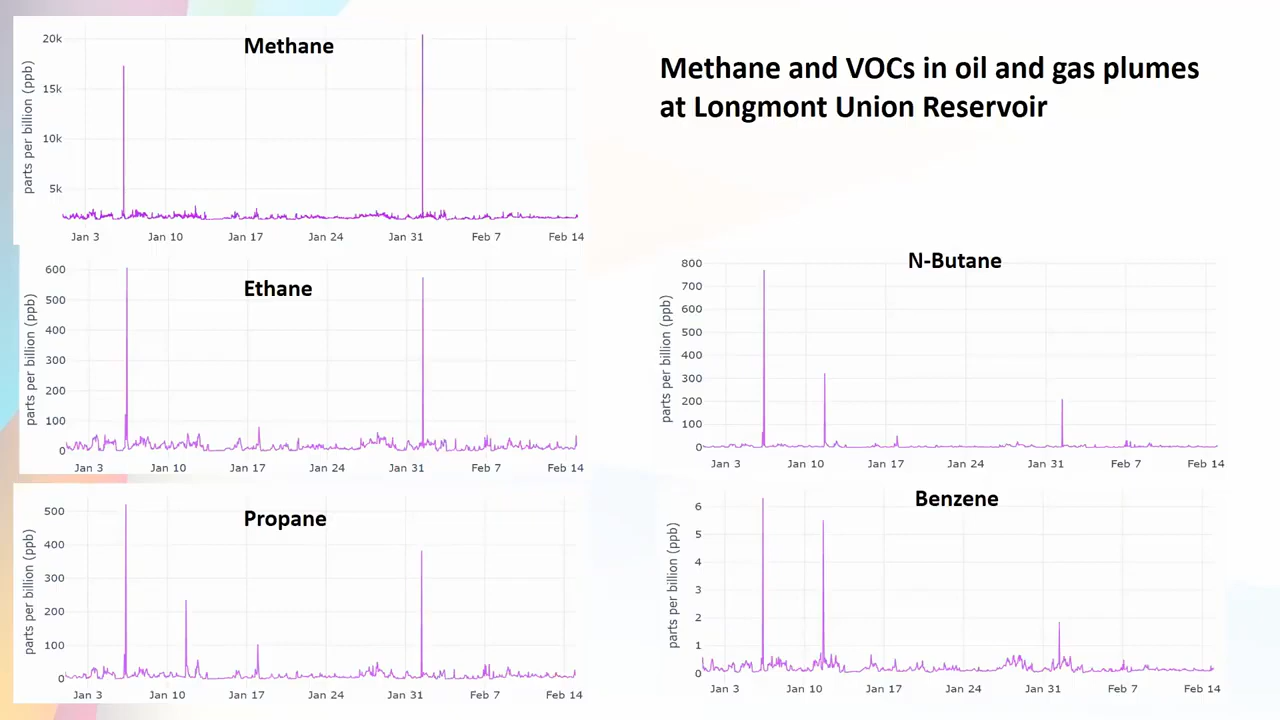 Methane and VOCs in oil and gas plumes
at Longmont Union Reservoir
Methane
parts per billion (ppb)
20k
15k
10k
5k
Jan 3 Jan 10 Jan 17 Jan 24 Jan 31 Feb 7 Feb 14
Ethane
parts per billion (ppb)
600
500
400
300
200
100
0
Jan 3 Jan 10 Jan 17 Jan 24 Jan 31 Feb 7 Feb 14
Propane
parts per billion (ppb)
500
400
300
200
100
0
Jan 3 Jan 10 Jan 17 Jan 24 Jan 31 Feb 7 Feb 14
N-Butane
parts per billion (ppb)
800
700
600
500
400
300
200
100
0
Jan 3 Jan 10 Jan 17 Jan 24 Jan 31 Feb 7 Feb 14
Benzene
parts per billion (ppb)
6
5
4
3
2
1
0
Jan 3 Jan 10 Jan 17 Jan 24 Jan 31 Feb 7 Feb 14